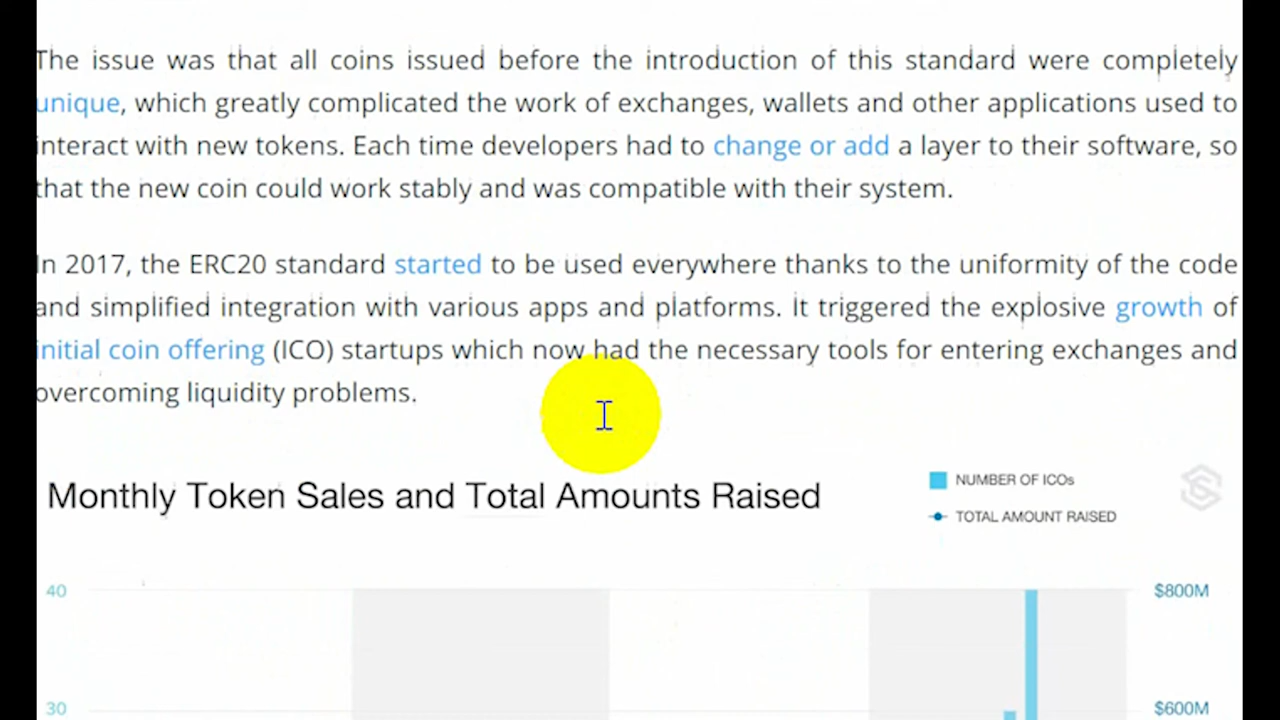 The issue was that all coins issued before the introduction of this standard were completely
unique, which greatly complicated the work of exchanges, wallets and other applications used to
interact with new tokens. Each time developers had to change or add a layer to their software, so
that the new coin could work stably and was compatible with their system.
In 2017, the ERC20 standard started to be used everywhere thanks to the uniformity of the code
and simplified integration with various apps and platforms. It triggered the explosive growth of
initial coin offering (ICO) startups which now had the necessary tools for entering exchanges and
overcoming liquidity problems.
Monthly Token Sales and Total Amounts Raised
NUMBER OF ICOs
TOTAL AMOUNT RAISED
40
$800M
30
$600M